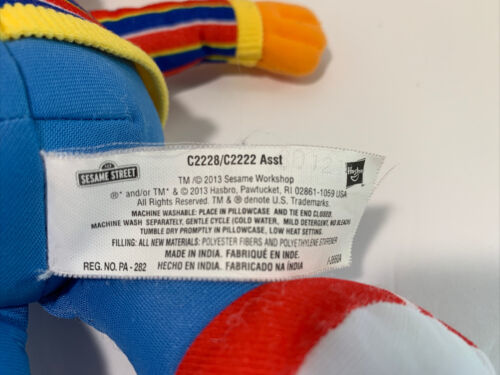 SESAME STREET
C2228/C2222 Asst
TM/© 2013 Sesame Workshop
®* and/or TM* & © 2013 Hasbro, Pawtucket, RI 02861-1059 USA
All Rights Reserved. TM & ® denote U.S. Trademarks.
Hasbro
MACHINE WASHABLE: PLACE IN PILLOWCASE AND TIE END CLOSED.
MACHINE WASH SEPARATELY, GENTLE CYCLE (COLD WATER, MILD DETERGENT, NO BLEACH)
TUMBLE DRY PROMPTLY IN PILLOWCASE, LOW HEAT SETTING.
FILLING: ALL NEW MATERIALS: POLYESTER FIBERS AND POLYETHYLENE STIFFENER
MADE IN INDIA. FABRIQUÉ EN INDE.
REG. NO. PA - 282 HECHO EN INDIA. FABRICADO NA ÍNDIA